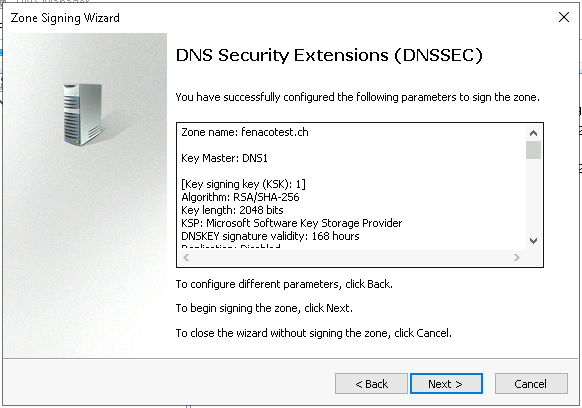 Zone Signing Wizard
DNS Security Extensions (DNSSEC)
You have successfully configured the following parameters to sign the zone.
Zone name: fenacotest.ch
Key Master: DNS1
[Key signing key (KSK): 1]
Algorithm: RSA/SHA-256
Key length: 2048 bits
KSP: Microsoft Software Key Storage Provider
DNSKEY signature validity: 168 hours
Replication: Disabled
To configure different parameters, click Back.
To begin signing the zone, click Next.
To close the wizard without signing the zone, click Cancel.
< Back
Next >
Cancel